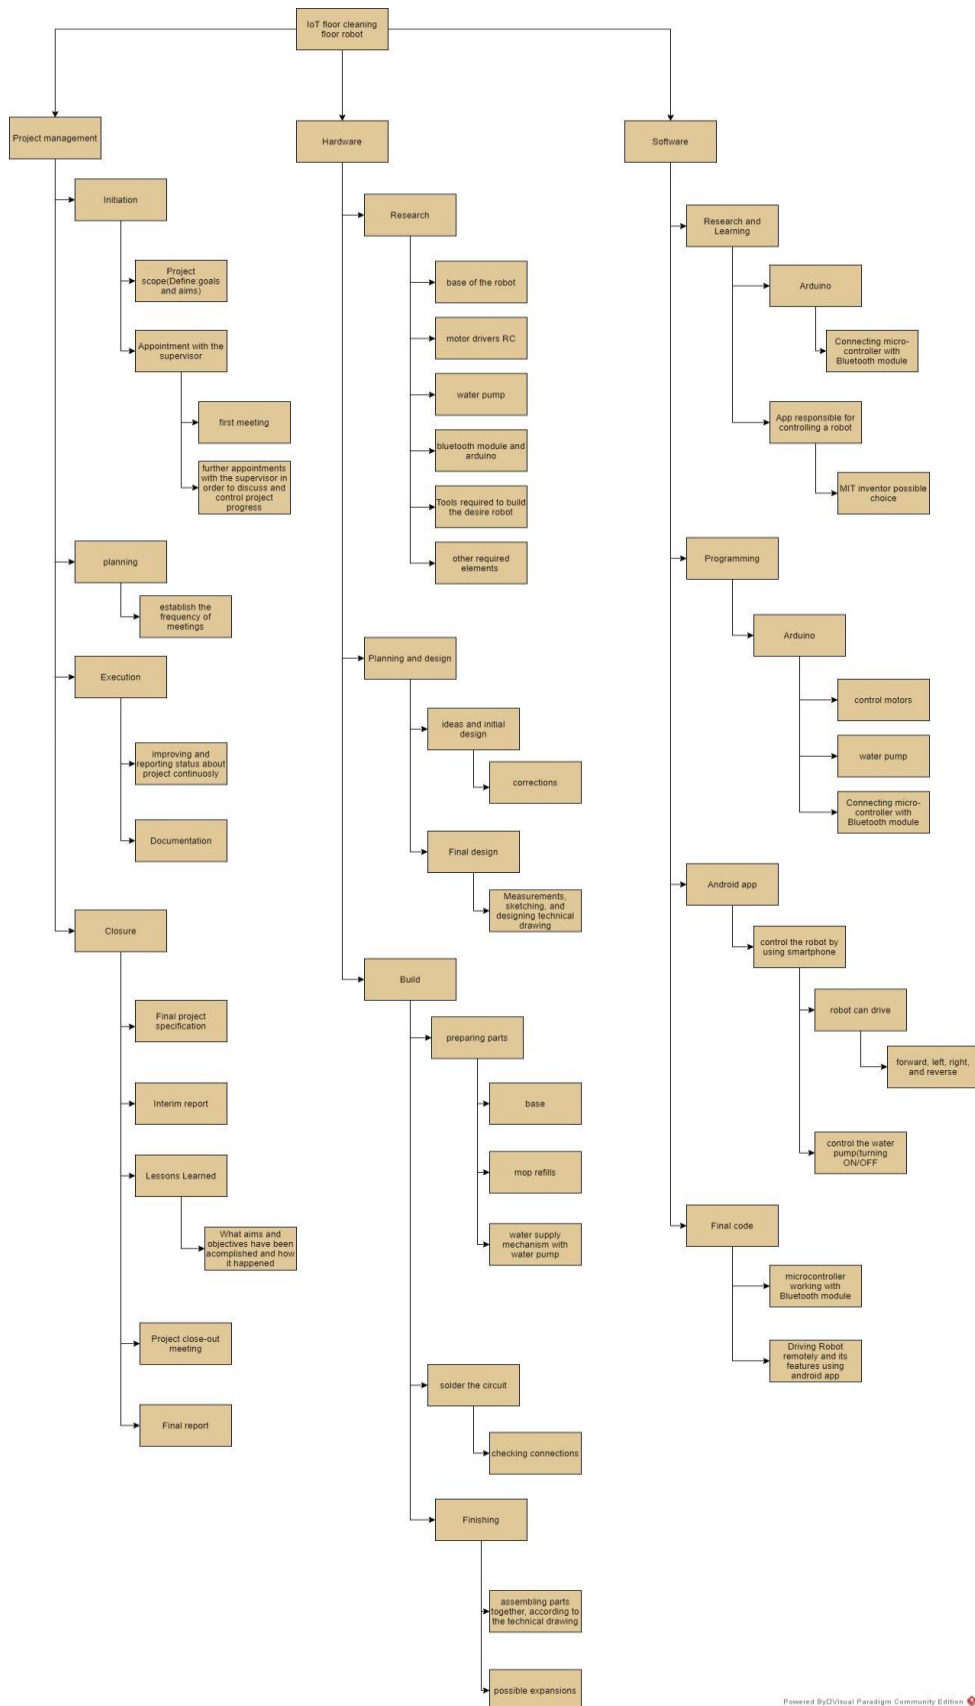 IoT floor cleaning
floor robot
Project management
Initiation
Project
scope(Define:goals
and aims)
Appointment with the
supervisor
first meeting
further appointments
with the supervisor in
order to discuss and
control project
progress
planning
establish the
frequency of
meetings
Execution
improving and
reporting status about
project continuosly
Documentation
Closure
Final project
specification
Interim report
Lessons Learned
What aims and
objectives have been
acomplished and how
it happened
Project close-out
meeting
Final report
Hardware
Research
base of the robot
motor drivers RC
water pump
bluetooth module and
arduino
Tools required to build
the desire robot
other required
elements
Planning and design
ideas and initial
design
corrections
Final design
Measurements,
sketching, and
designing technical
drawing
Build
preparing parts
base
mop refills
water supply
mechanism with
water pump
solder the circuit
checking connections
Finishing
assembling parts
together, according to
the technical drawing
possible expansions
Software
Research and
Learning
Arduino
Connecting micro-
controller with
Bluetooth module
App responsible for
controlling a robot
MIT inventor possible
choice
Programming
Arduino
control motors
water pump
Connecting micro-
controller with
Bluetooth module
Android app
control the robot by
using smartphone
robot can drive
forward, left, right,
and reverse
control the water
pump(turning
ON/OFF
Final code
microcontroller
working with
Bluetooth module
Driving Robot
remotely and its
features using
android app
Powered By Visual Paradigm Community Edition